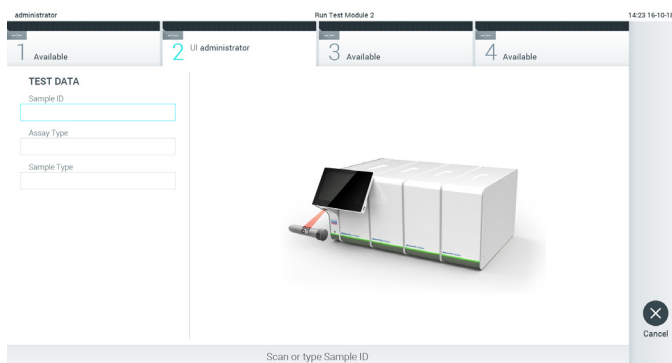 administrator
Run Test Module 2
14:23 16-10-18
--:--
1 Available
--:--
2 UI administrator
--:--
3 Available
--:--
4 Available
TEST DATA
Sample ID
Assay Type
Sample Type
Cancel
Scan or type Sample ID